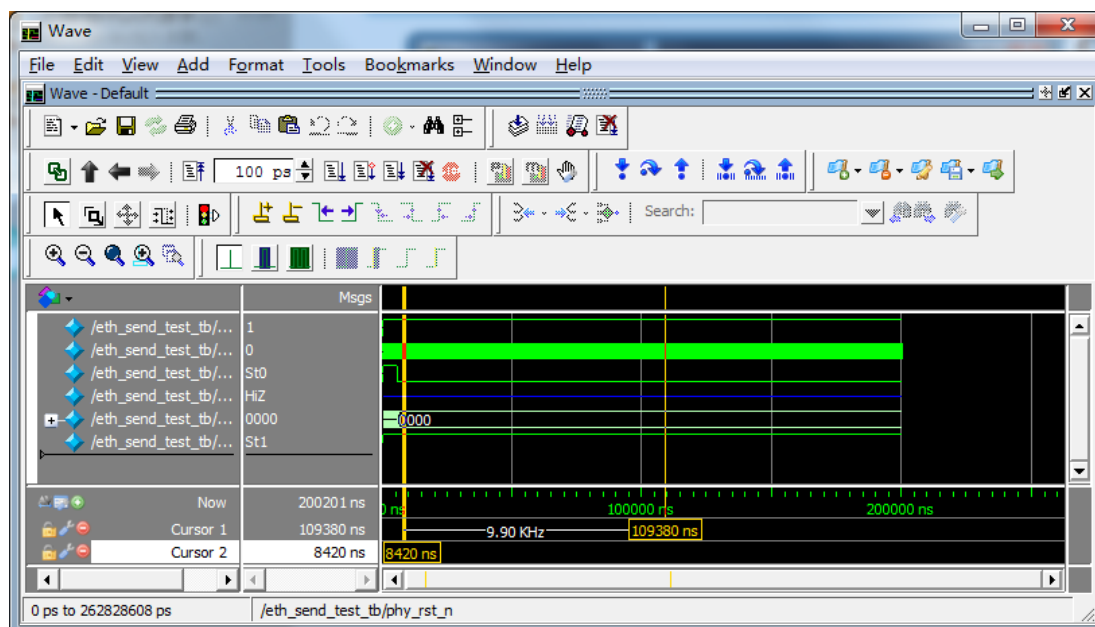 Wave
File Edit View Add Format Tools Bookmarks Window Help
Wave - Default
100 ps
Search:
Msgs
/eth_send_test_tb/... 1
/eth_send_test_tb/... 0
/eth_send_test_tb/... St0
/eth_send_test_tb/... HiZ
/eth_send_test_tb/... 0000 0000
/eth_send_test_tb/... St1
Now 200201 ns 0 ns 100000 ns 200000 ns
Cursor 1 109380 ns 9.90 KHz 109380 ns
Cursor 2 8420 ns 8420 ns
0 ps to 262828608 ps /eth_send_test_tb/phy_rst_n